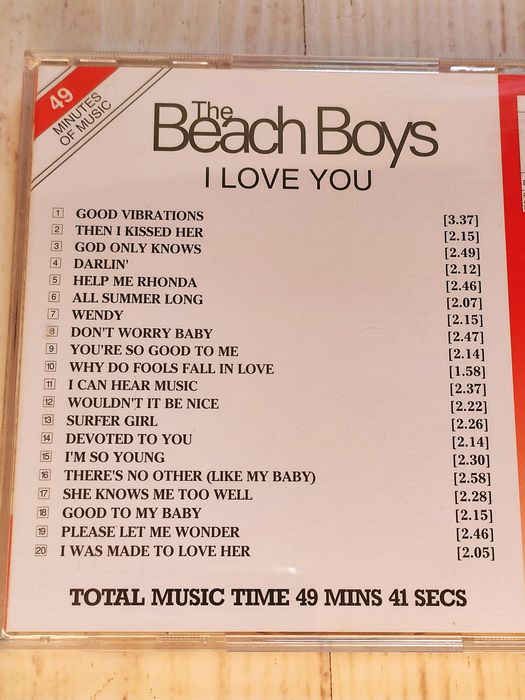 49
MINUTES
OF MUSIC
The
Beach Boys
I LOVE YOU
1 GOOD VIBRATIONS [3.37]
2 THEN I KISSED HER [2.15]
3 GOD ONLY KNOWS [2.49]
4 DARLIN' [2.12]
5 HELP ME RHONDA [2.46]
6 ALL SUMMER LONG [2.07]
7 WENDY [2.15]
8 DON'T WORRY BABY [2.47]
9 YOU'RE SO GOOD TO ME [2.14]
10 WHY DO FOOLS FALL IN LOVE [1.58]
11 I CAN HEAR MUSIC [2.37]
12 WOULDN'T IT BE NICE [2.22]
13 SURFER GIRL [2.26]
14 DEVOTED TO YOU [2.14]
15 I'M SO YOUNG [2.30]
16 THERE'S NO OTHER (LIKE MY BABY) [2.58]
17 SHE KNOWS ME TOO WELL [2.28]
18 GOOD TO MY BABY [2.15]
19 PLEASE LET ME WONDER [2.46]
20 I WAS MADE TO LOVE HER [2.05]
TOTAL MUSIC TIME 49 MINS 41 SECS